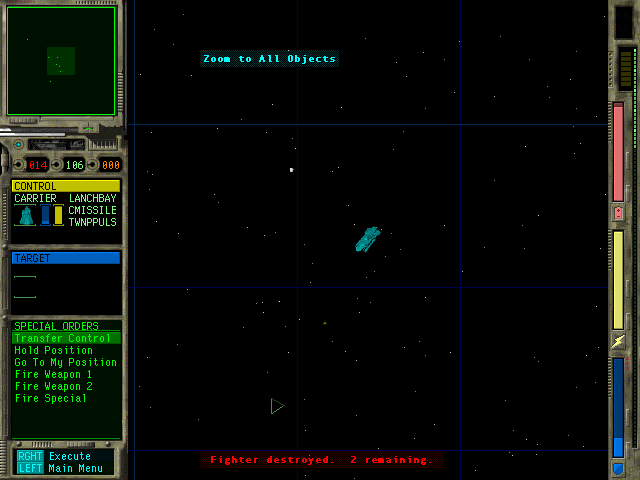 Zoom to All Objects
014 106 000
CONTROL
CARRIER LANCHBAY
CMISSILE
TWNPPULS
TARGET
SPECIAL ORDERS
Transfer Control
Hold Position
Go To My Position
Fire Weapon 1
Fire Weapon 2
Fire Special
RGHT Execute
LEFT Main Menu
Fighter destroyed. 2 remaining.